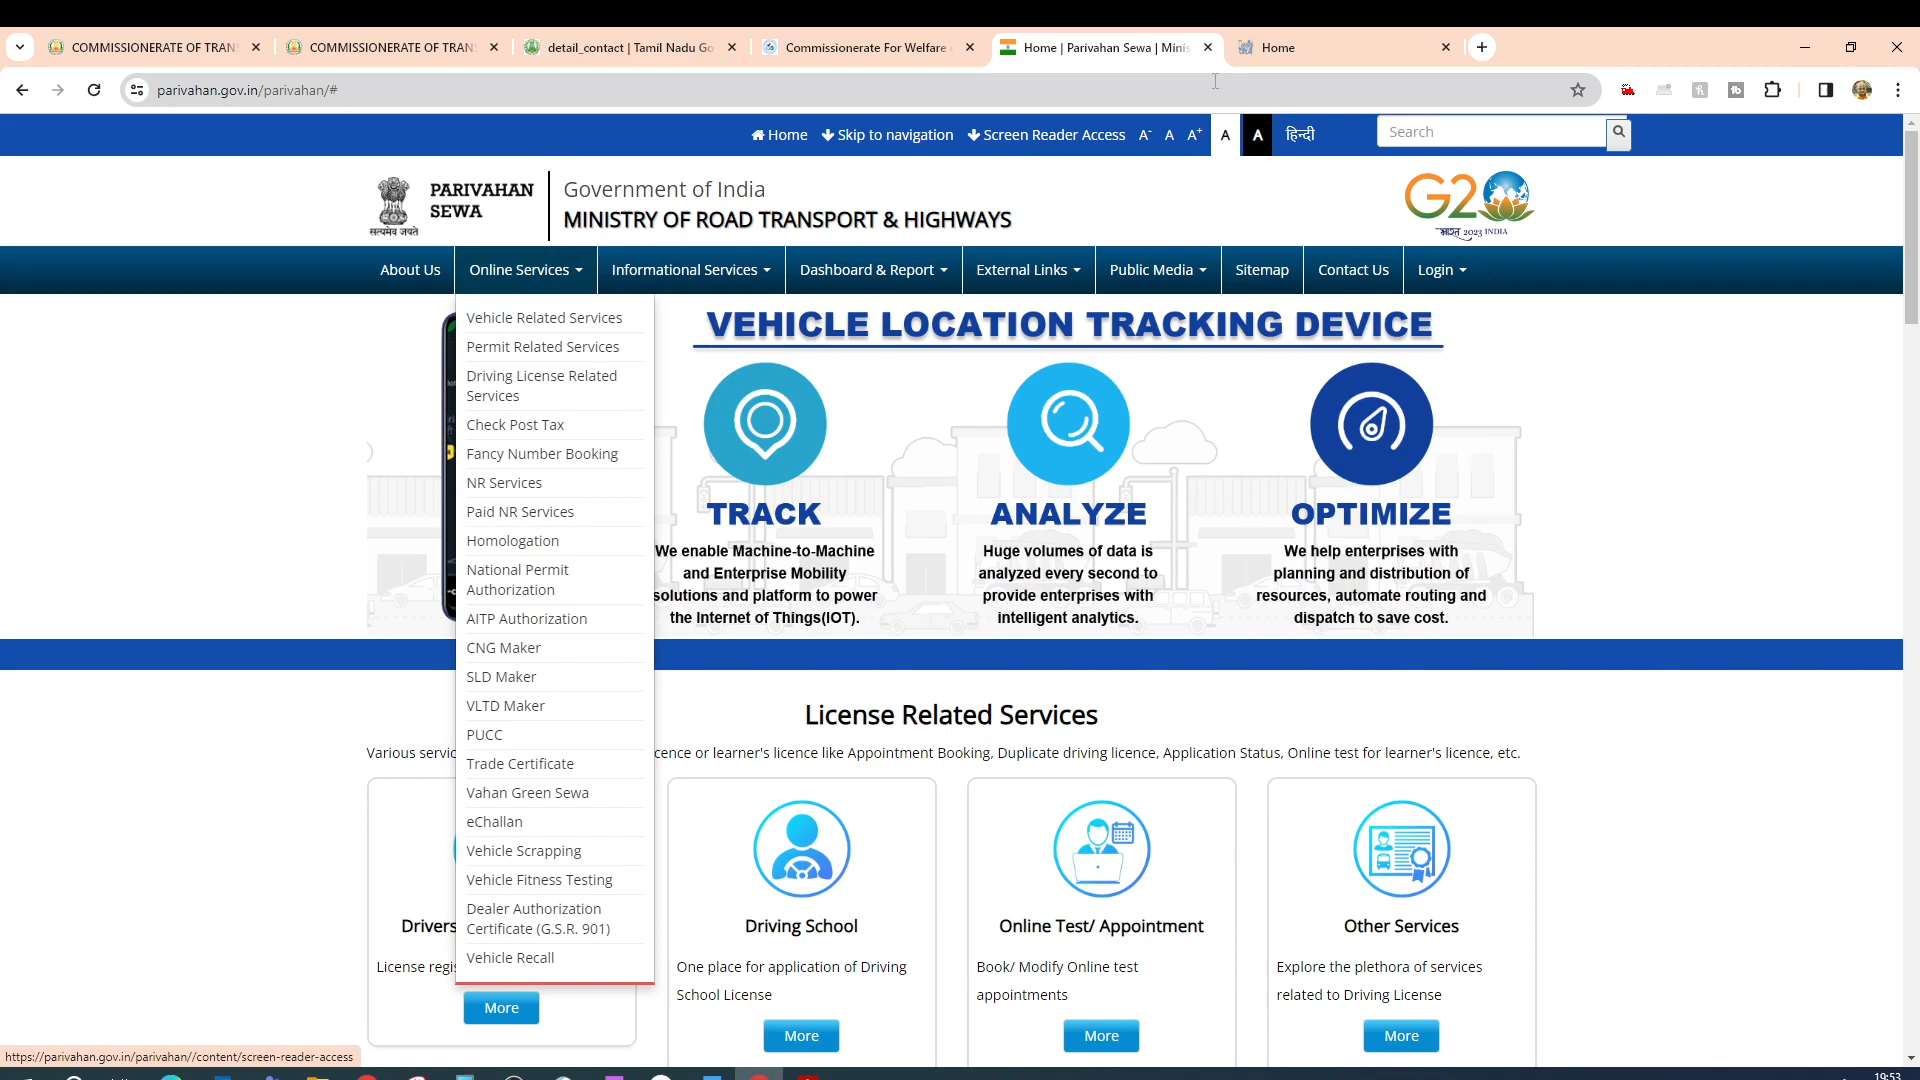 COMMISSIONERATE OF TRAN
COMMISSIONERATE OF TRAN
detail_contact | Tamil Nadu Go
Commissionerate For Welfare
Home | Parivahan Sewa | Minis
Home
parivahan.gov.in/parivahan/#
Home
Skip to navigation
Screen Reader Access
A-
A
A+
A
A
हिन्दी
Search
सत्यमेव जयते
PARIVAHAN
SEWA
Government of India
MINISTRY OF ROAD TRANSPORT & HIGHWAYS
G20
भारत 2023 INDIA
About Us
Online Services
Informational Services
Dashboard & Report
External Links
Public Media
Sitemap
Contact Us
Login
Vehicle Related Services
Permit Related Services
Driving License Related
Services
Check Post Tax
Fancy Number Booking
NR Services
Paid NR Services
Homologation
National Permit
Authorization
AITP Authorization
CNG Maker
SLD Maker
VLTD Maker
PUCC
Trade Certificate
Vahan Green Sewa
eChallan
Vehicle Scrapping
Vehicle Fitness Testing
Dealer Authorization
Certificate (G.S.R. 901)
Vehicle Recall
VEHICLE LOCATION TRACKING DEVICE
TRACK
We enable Machine-to-Machine
and Enterprise Mobility
solutions and platform to power
the Internet of Things(IOT).
ANALYZE
Huge volumes of data is
analyzed every second to
provide enterprises with
intelligent analytics.
OPTIMIZE
We help enterprises with
planning and distribution of
resources, automate routing and
dispatch to save cost.
License Related Services
Various servic
ence or learner's licence like Appointment Booking, Duplicate driving licence, Application Status, Online test for learner's licence, etc.
Drivers
License regis
More
Driving School
One place for application of Driving
School License
More
Online Test/ Appointment
Book/ Modify Online test
appointments
More
Other Services
Explore the plethora of services
related to Driving License
More
https://parivahan.gov.in/parivahan//content/screen-reader-access
19:53